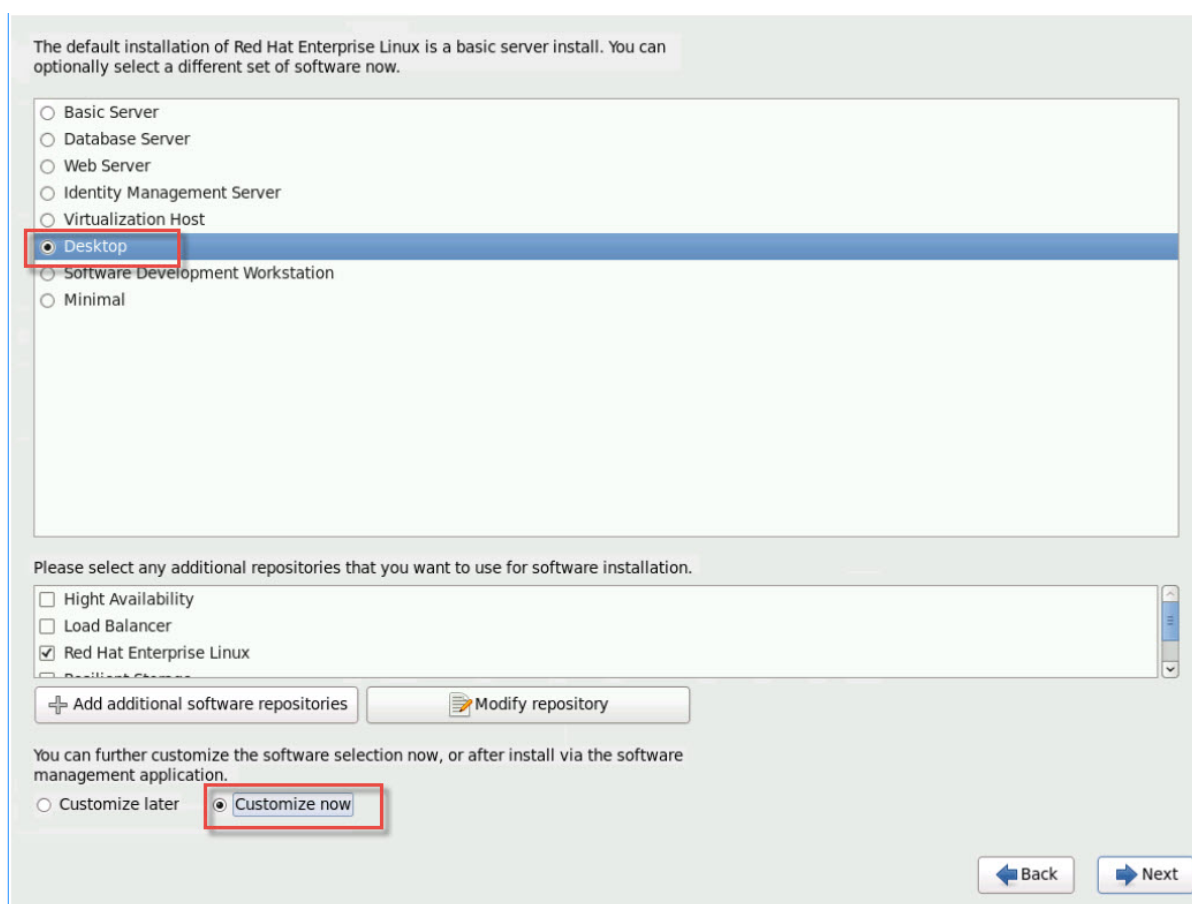 The default installation of Red Hat Enterprise Linux is a basic server install. You can
optionally select a different set of software now.
Basic Server
Database Server
Web Server
Identity Management Server
Virtualization Host
Desktop
Software Development Workstation
Minimal
Please select any additional repositories that you want to use for software installation.
Hight Availability
Load Balancer
Red Hat Enterprise Linux
Resilient Storage
Add additional software repositories
Modify repository
You can further customize the software selection now, or after install via the software
management application.
Customize later
Customize now
Back
Next